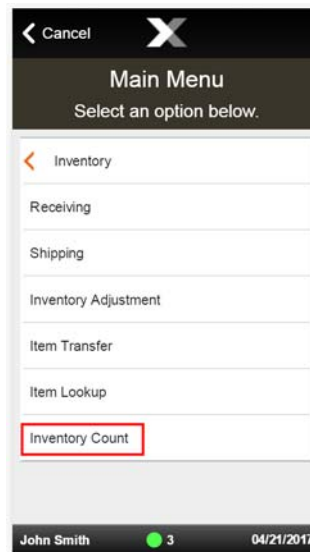 Cancel
Main Menu
Select an option below.
Inventory
Receiving
Shipping
Inventory Adjustment
Item Transfer
Item Lookup
Inventory Count
John Smith 3 04/21/2017